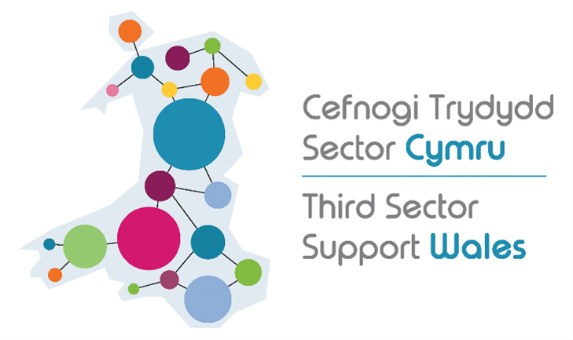 Cefnogi Trydydd
Sector Cymru
Third Sector
Support Wales